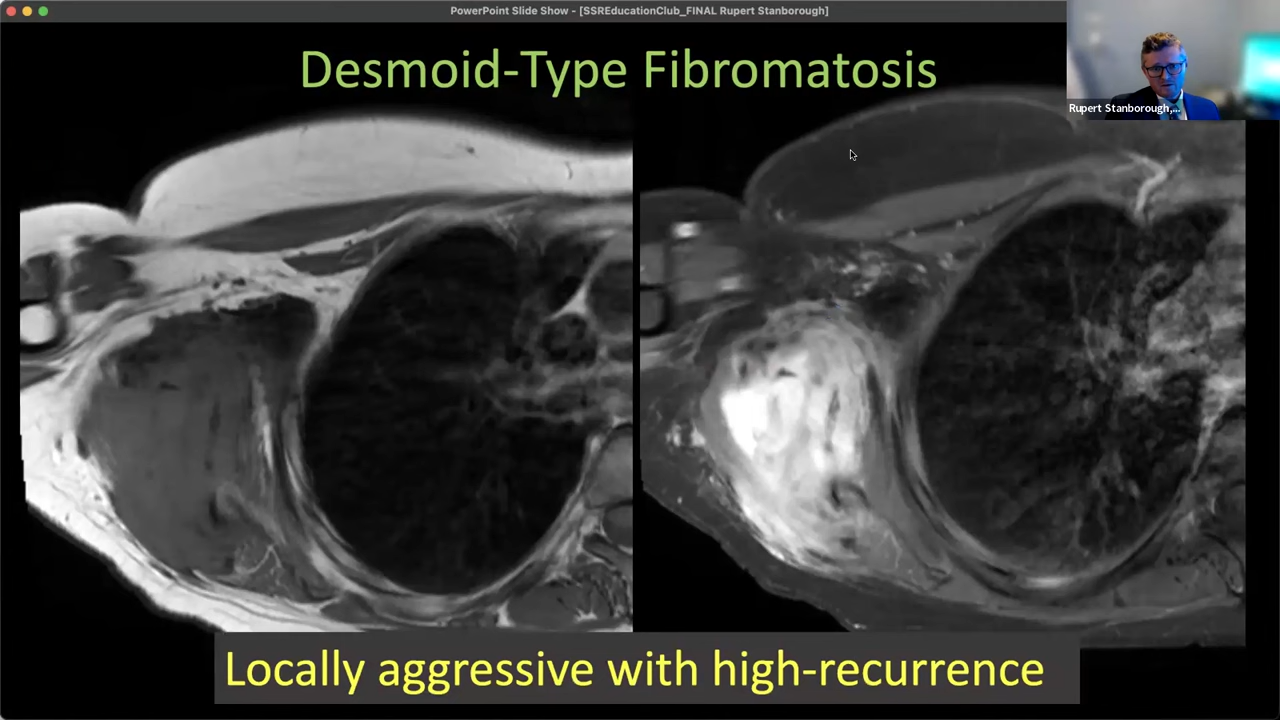 PowerPoint Slide Show - [SSREducationClub_FINAL Rupert Stanborough]
Desmoid-Type Fibromatosis
Rupert Stanborough,...
Locally aggressive with high-recurrence